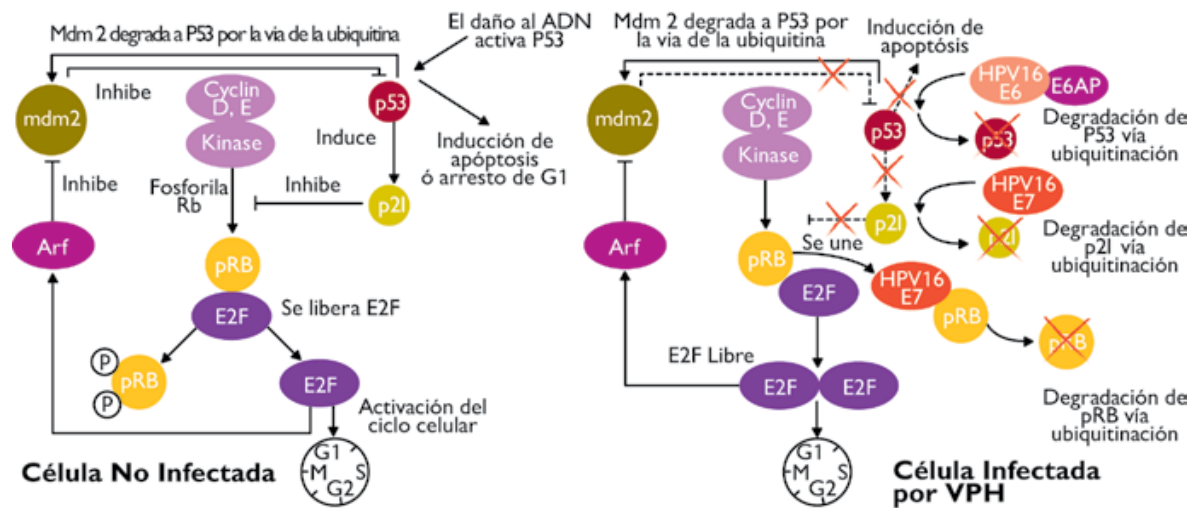 Mdm 2 degrada a P53 por la via de la ubiquitina
El daño al ADN
activa P53
Inhibe
mdm2
Cyclin
D, E
Kinase
p53
Induce
Inducción de
apóptosis
ó arresto de G1
Inhibe
Fosforila
Rb
Inhibe
p2l
Arf
pRB
E2F
Se libera E2F
P
pRB
P
E2F
Activación del
ciclo celular
G1
M
S
G2
Célula No Infectada
Mdm 2 degrada a P53 por
la via de la ubiquitina
Inducción de
apoptósis
HPV16
E6
E6AP
mdm2
Cyclin
D, E
Kinase
p53
p53
Degradación de
P53 vía
ubiquitinación
HPV16
E7
p2l
p2l
Degradación de
p2l vía
ubiquitinación
Arf
Se une
pRB
E2F
HPV16
E7
pRB
pRB
E2F Libre
E2F
E2F
Degradación de
pRB vía
ubiquitinación
G1
M
S
G2
Célula Infectada
por VPH